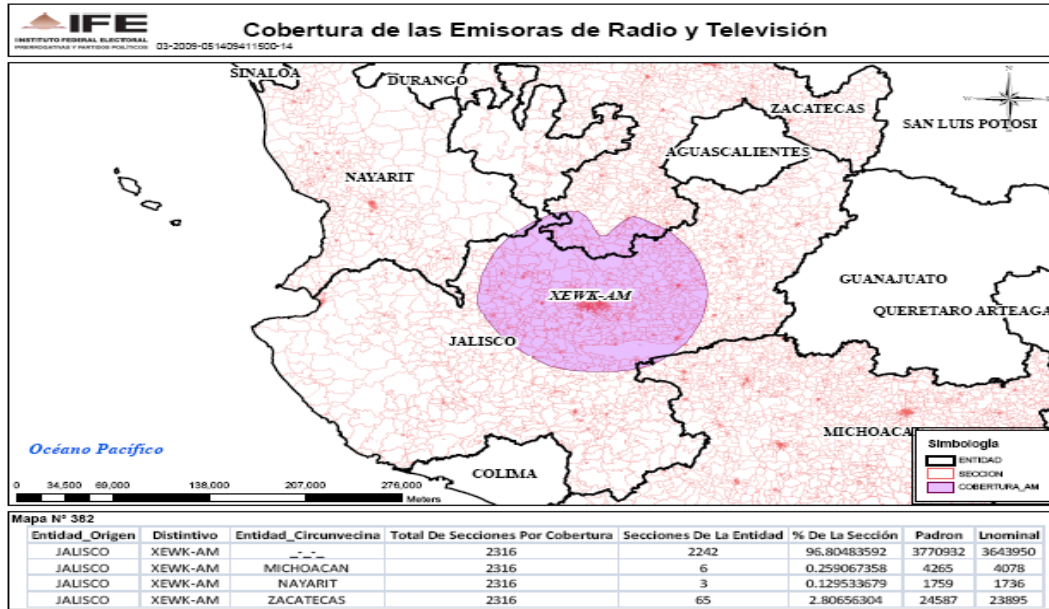 IFE
INSTITUTO FEDERAL ELECTORAL
PRERROGATIVAS Y PARTIDOS POLÍTICOS
03-2009-051409411500-14
Cobertura de las Emisoras de Radio y Televisión
SINALOA
DURANGO
N
ZACATECAS
W
SAN LUIS POTOSI
AGUASCALIENTES
NAYARIT
GUANAJUATO
XEWK-AM
QUERETARO ARTEAGA
JALISCO
MICHOACA
Océano Pacífico
COLIMA
0 34,500 69,000 138,000 207,000 276,000
Meters
Simbología
ENTIDAD
SECCION
COBERTURA_AM
Mapa N° 382
Entidad_Origen Distintivo Entidad_Circunvecina Total De Secciones Por Cobertura Secciones De La Entidad % De La Sección Padron Lnominal
JALISCO XEWK-AM _-_-_ 2316 2242 96.80483592 3770932 3643950
JALISCO XEWK-AM MICHOACAN 2316 6 0.259067358 4265 4078
JALISCO XEWK-AM NAYARIT 2316 3 0.129533679 1759 1736
JALISCO XEWK-AM ZACATECAS 2316 65 2.80656304 24587 23895